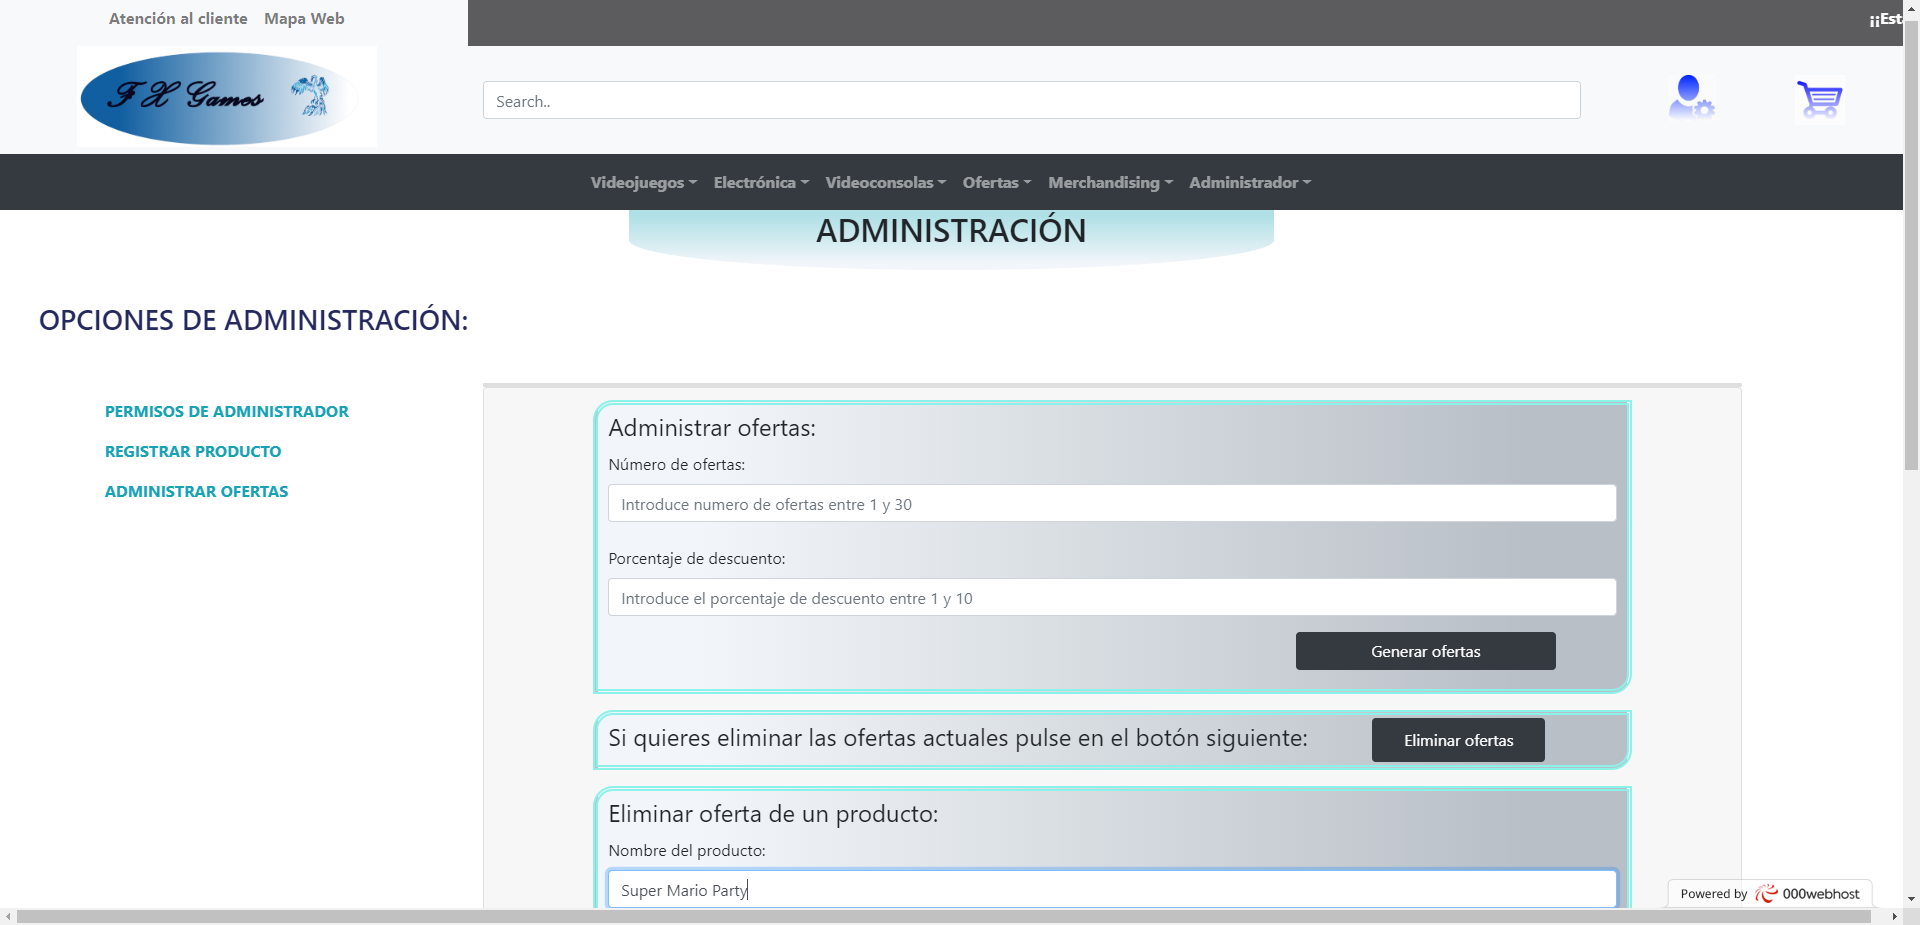 Atención al cliente Mapa Web
¡¡Est
F X Games
Search..
Videojuegos Electrónica Videoconsolas Ofertas Merchandising Administrador
ADMINISTRACIÓN
OPCIONES DE ADMINISTRACIÓN:
PERMISOS DE ADMINISTRADOR
REGISTRAR PRODUCTO
ADMINISTRAR OFERTAS
Administrar ofertas:
Número de ofertas:
Introduce numero de ofertas entre 1 y 30
Porcentaje de descuento:
Introduce el porcentaje de descuento entre 1 y 10
Generar ofertas
Si quieres eliminar las ofertas actuales pulse en el botón siguiente:
Eliminar ofertas
Eliminar oferta de un producto:
Nombre del producto:
Super Mario Party
Powered by 000webhost